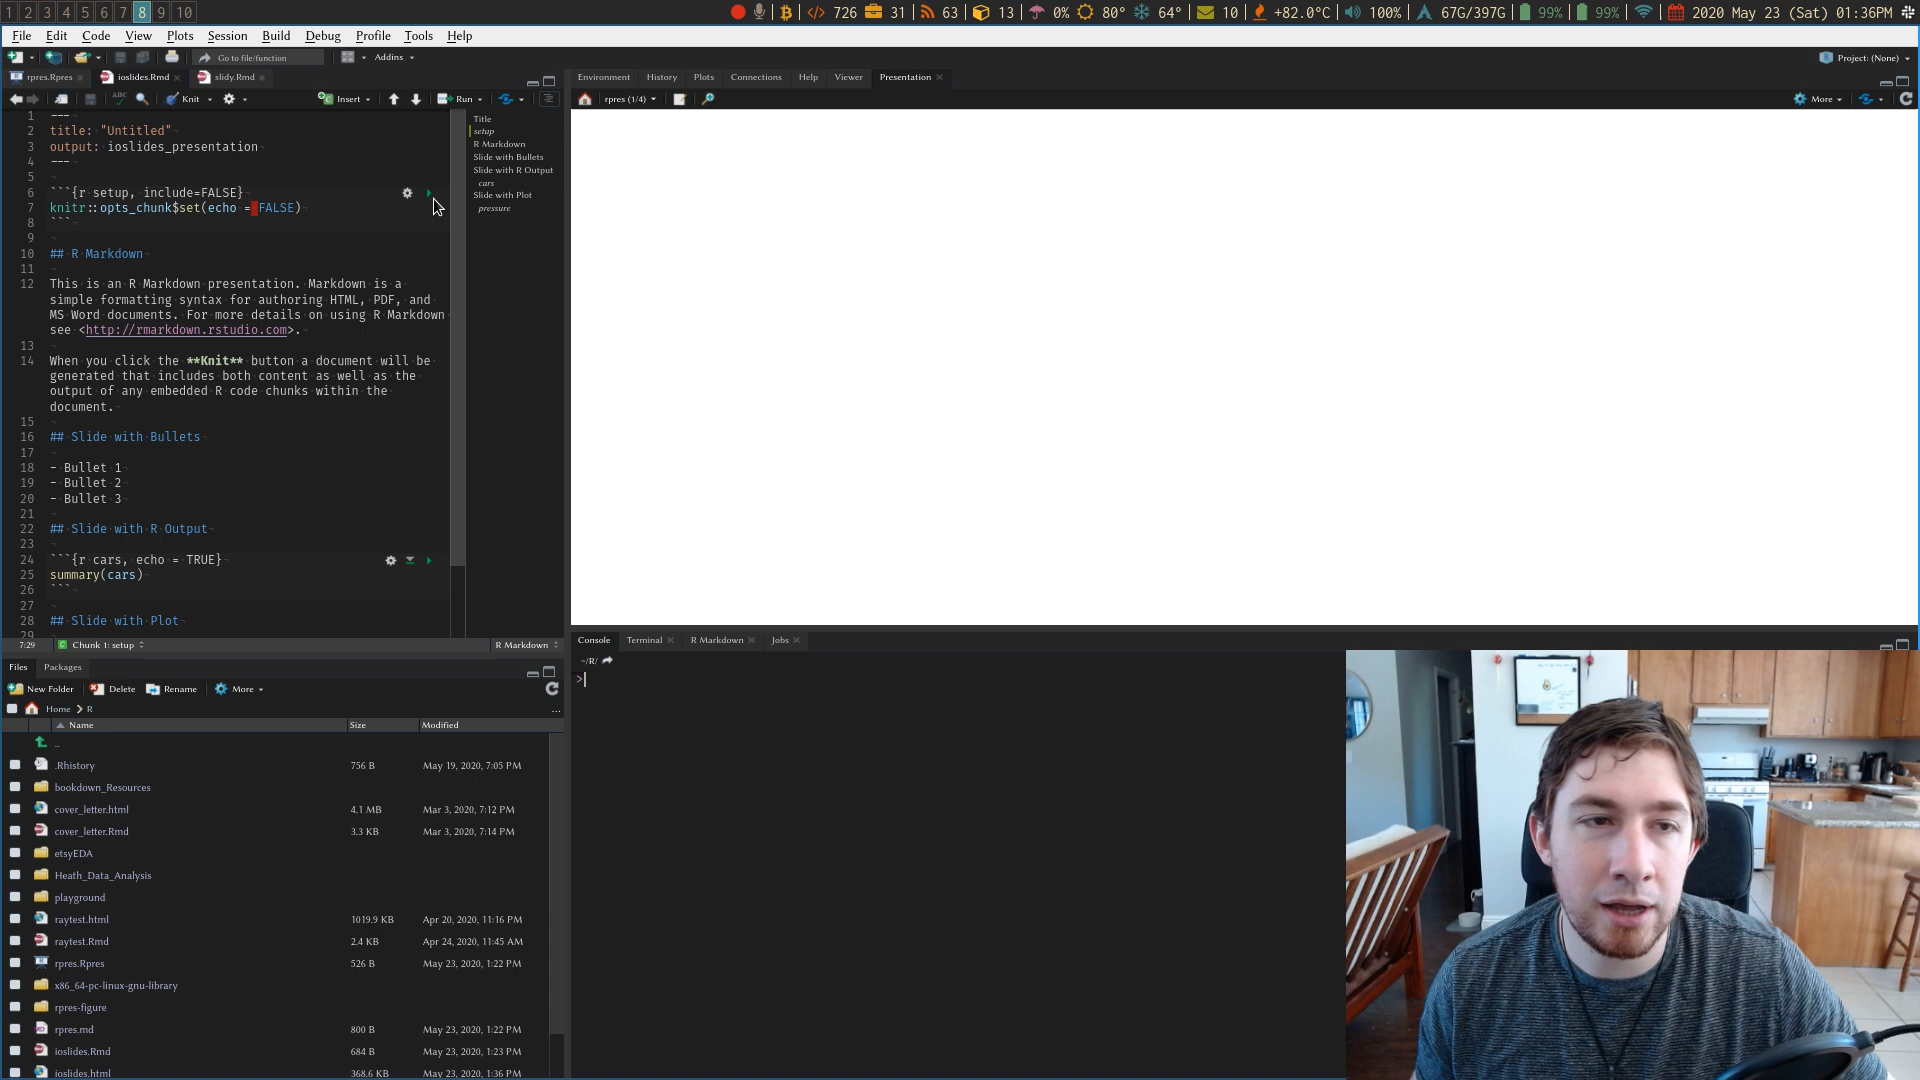 1 2 3 4 5 6 7 8 9 10
726 31 63 13 0% 80° 64° 10 +82.0°C 100% 67G/397G 99% 99% 2020 May 23 (Sat) 01:36PM
File Edit Code View Plots Session Build Debug Profile Tools Help
Go to file/function Addins Project: (None)
rpres.Rpres ioslides.Rmd slidy.Rmd
Environment History Plots Connections Help Viewer Presentation
ABC Knit Insert Run
rpres (1/4) More
1 ---
2 title: "Untitled"
3 output: ioslides_presentation
4 ---
5
6 ```{r setup, include=FALSE}
7 knitr::opts_chunk$set(echo = FALSE)
8 ```
9
10 ## R Markdown
11
12 This is an R Markdown presentation. Markdown is a
simple formatting syntax for authoring HTML, PDF, and
MS Word documents. For more details on using R Markdown
see <http://rmarkdown.rstudio.com>.
13
14 When you click the **Knit** button a document will be
generated that includes both content as well as the
output of any embedded R code chunks within the
document.
15
16 ## Slide with Bullets
17
18 - Bullet 1
19 - Bullet 2
20 - Bullet 3
21
22 ## Slide with R Output
23
24 ```{r cars, echo = TRUE}
25 summary(cars)
26 ```
27
28 ## Slide with Plot
29
Title
setup
R Markdown
Slide with Bullets
Slide with R Output
cars
Slide with Plot
pressure
7:29 Chunk 1: setup R Markdown
Files Packages
New Folder Delete Rename More
Home R ...
Name Size Modified
..
.Rhistory 756 B May 19, 2020, 7:05 PM
bookdown_Resources
cover_letter.html 4.1 MB Mar 3, 2020, 7:12 PM
cover_letter.Rmd 3.3 KB Mar 3, 2020, 7:14 PM
etsyEDA
Heath_Data_Analysis
playground
raytest.html 1019.9 KB Apr 20, 2020, 11:16 PM
raytest.Rmd 2.4 KB Apr 24, 2020, 11:45 AM
rpres.Rpres 526 B May 23, 2020, 1:22 PM
x86_64-pc-linux-gnu-library
rpres-figure
rpres.md 800 B May 23, 2020, 1:22 PM
ioslides.Rmd 684 B May 23, 2020, 1:23 PM
ioslides.html 368.6 KB May 23, 2020, 1:36 PM
Console Terminal R Markdown Jobs
~/R/
>